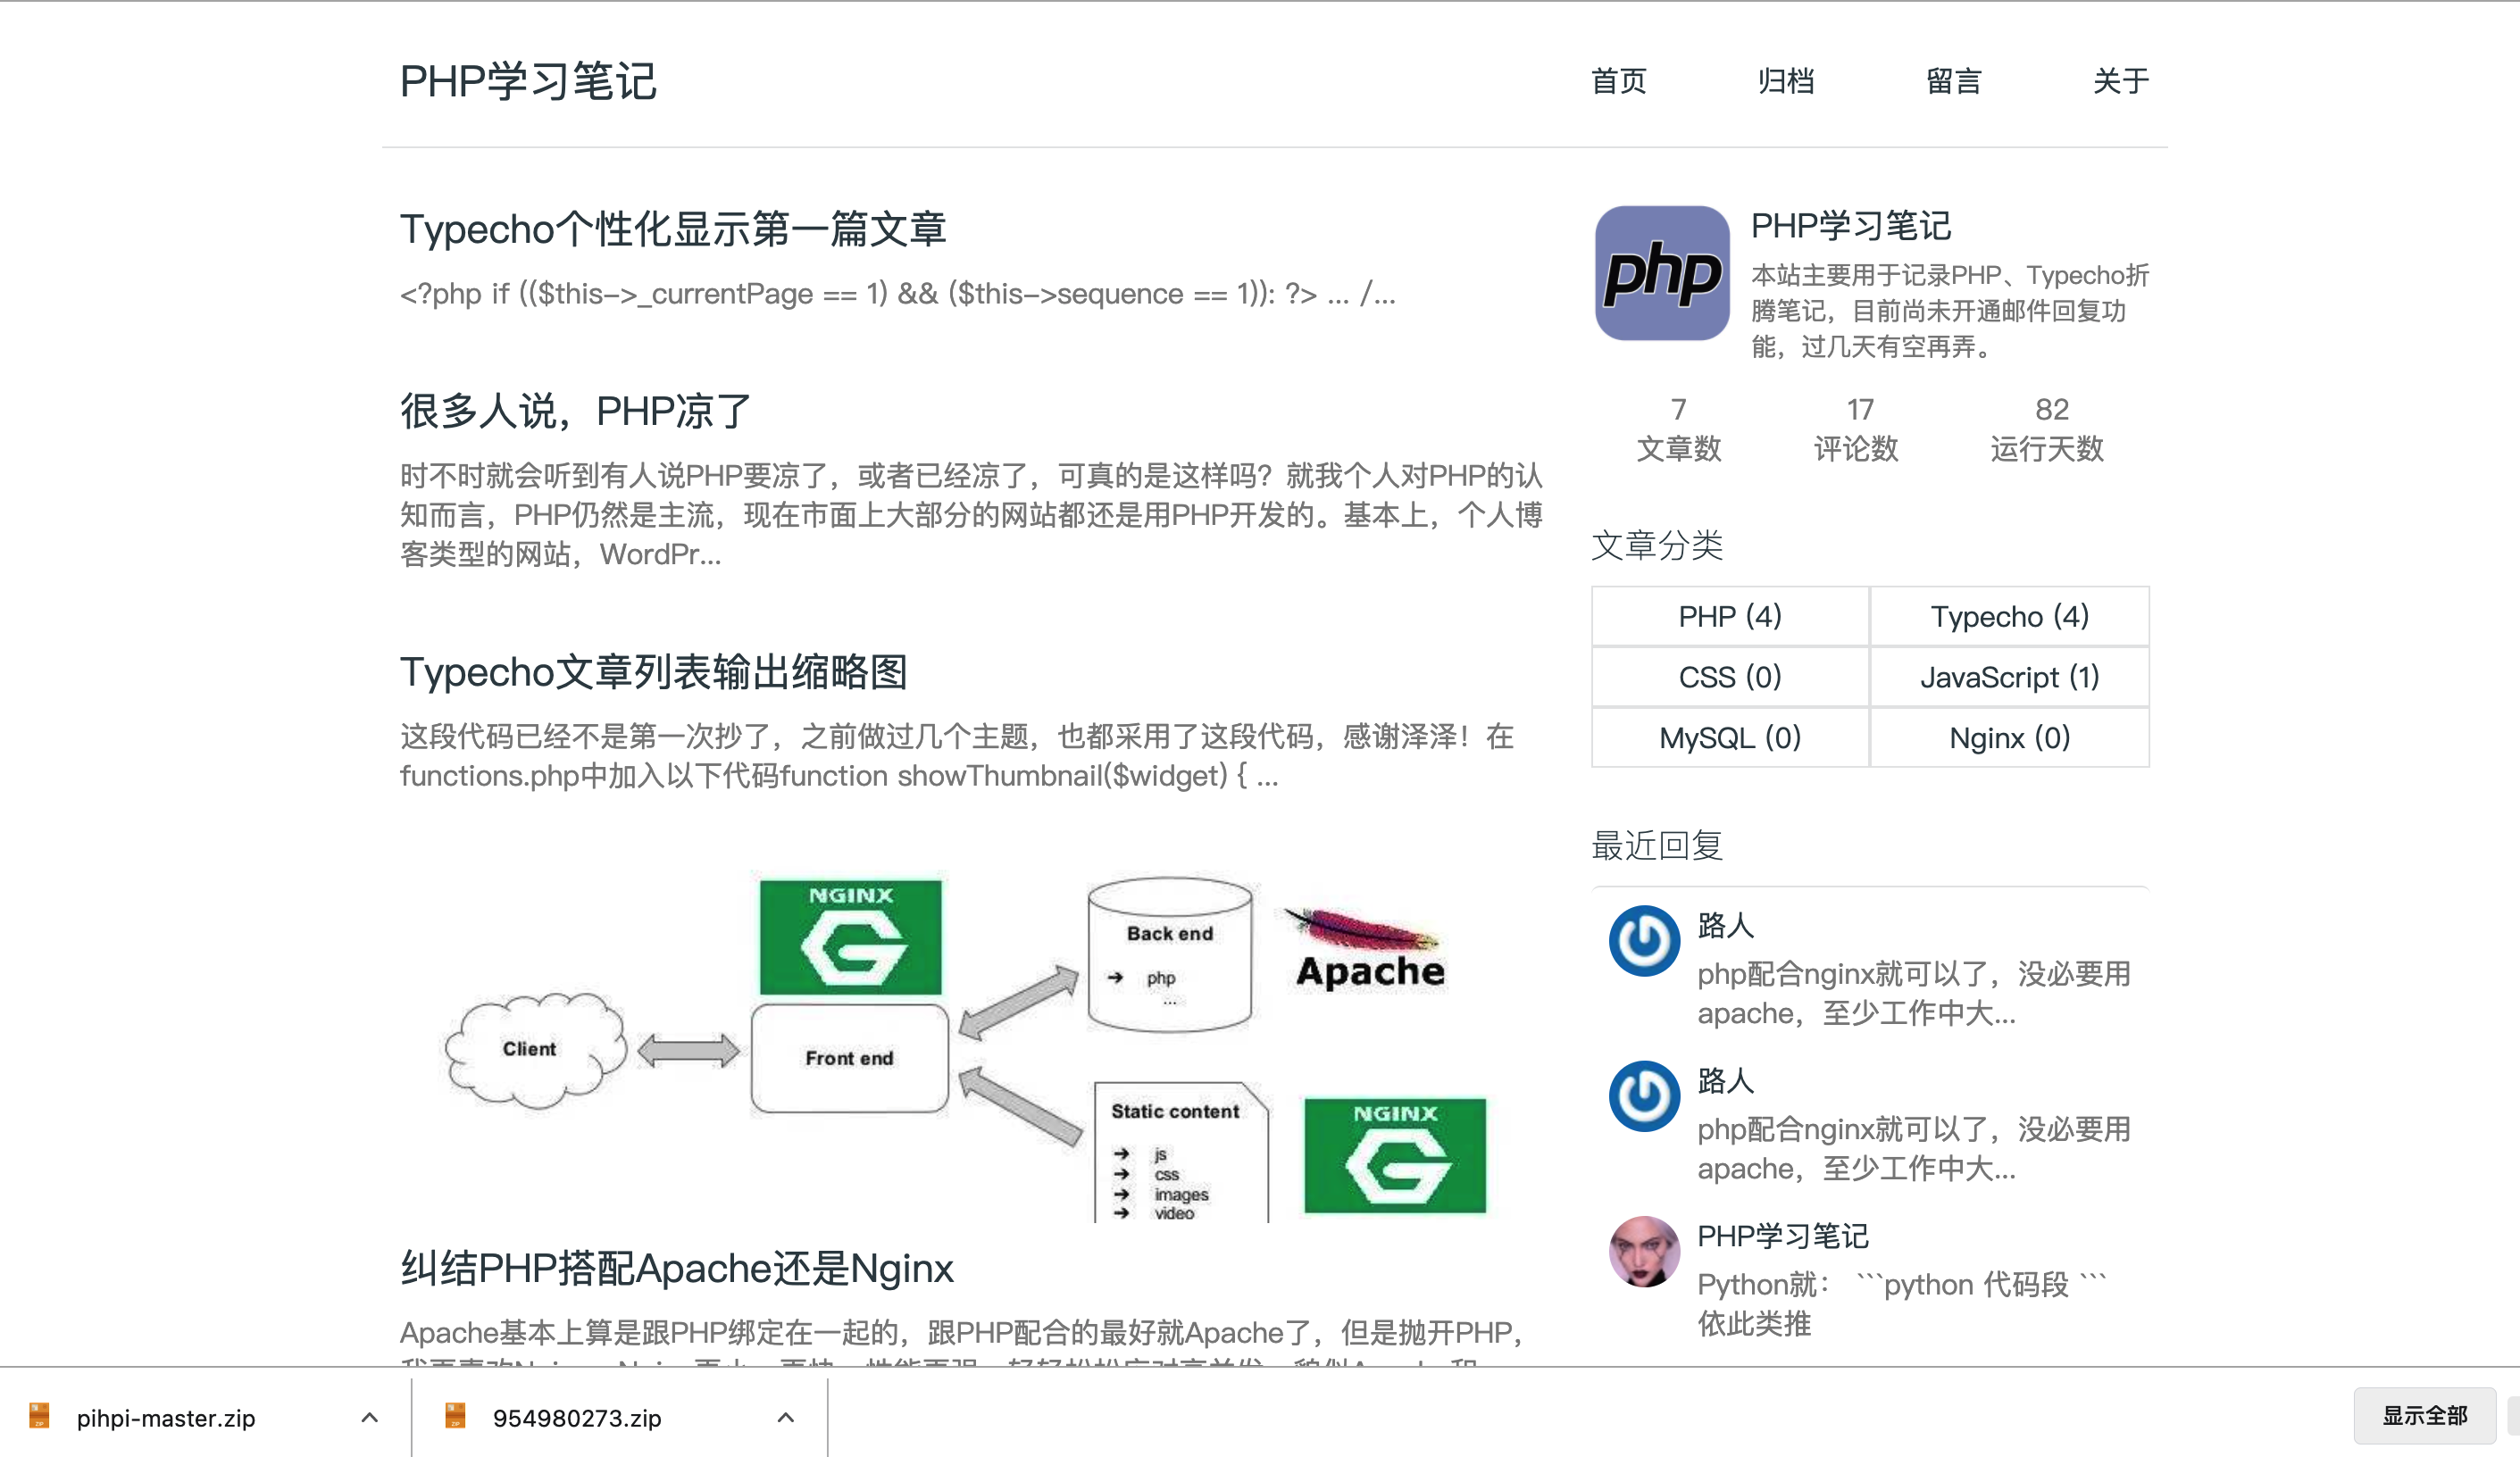 PHP学习笔记
首页 归档 留言 关于
Typecho个性化显示第一篇文章
<?php if (($this->_currentPage == 1) && ($this->sequence == 1)): ?> ... /...
很多人说，PHP凉了
时不时就会听到有人说PHP要凉了，或者已经凉了，可真的是这样吗？就我个人对PHP的认
知而言，PHP仍然是主流，现在市面上大部分的网站都还是用PHP开发的。基本上，个人博
客类型的网站，WordPr...
Typecho文章列表输出缩略图
这段代码已经不是第一次抄了，之前做过几个主题，也都采用了这段代码，感谢泽泽！在
functions.php中加入以下代码function showThumbnail($widget) { ...
NGINX
Client
Front end
Back end
➔ php
...
Apache
Static content
➔ js
➔ css
➔ images
➔ video
NGINX
纠结PHP搭配Apache还是Nginx
Apache基本上算是跟PHP绑定在一起的，跟PHP配合的最好就Apache了，但是抛开PHP，
php
PHP学习笔记
本站主要用于记录PHP、Typecho折
腾笔记，目前尚未开通邮件回复功
能，过几天有空再弄。
7 17 82
文章数 评论数 运行天数
文章分类
PHP (4) Typecho (4)
CSS (0) JavaScript (1)
MySQL (0) Nginx (0)
最近回复
路人
php配合nginx就可以了，没必要用
apache，至少工作中大...
路人
php配合nginx就可以了，没必要用
apache，至少工作中大...
PHP学习笔记
Python就： ```python 代码段 ```
依此类推
pihpi-master.zip 954980273.zip 显示全部